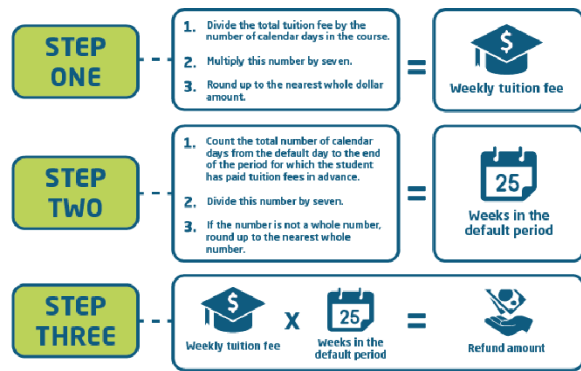 STEP
ONE
1. Divide the total tuition fee by the
number of calendar days in the course.
2. Multiply this number by seven.
3. Round up to the nearest whole dollar
amount.
=
$
Weekly tuition fee
STEP
TWO
1. Count the total number of calendar
days from the default day to the end
of the period for which the student
has paid tuition fees in advance.
2. Divide this number by seven.
3. If the number is not a whole number,
round up to the nearest whole
number.
=
25
Weeks in the
default period
STEP
THREE
$
Weekly tuition fee
x
25
Weeks in the
default period
=
Refund amount